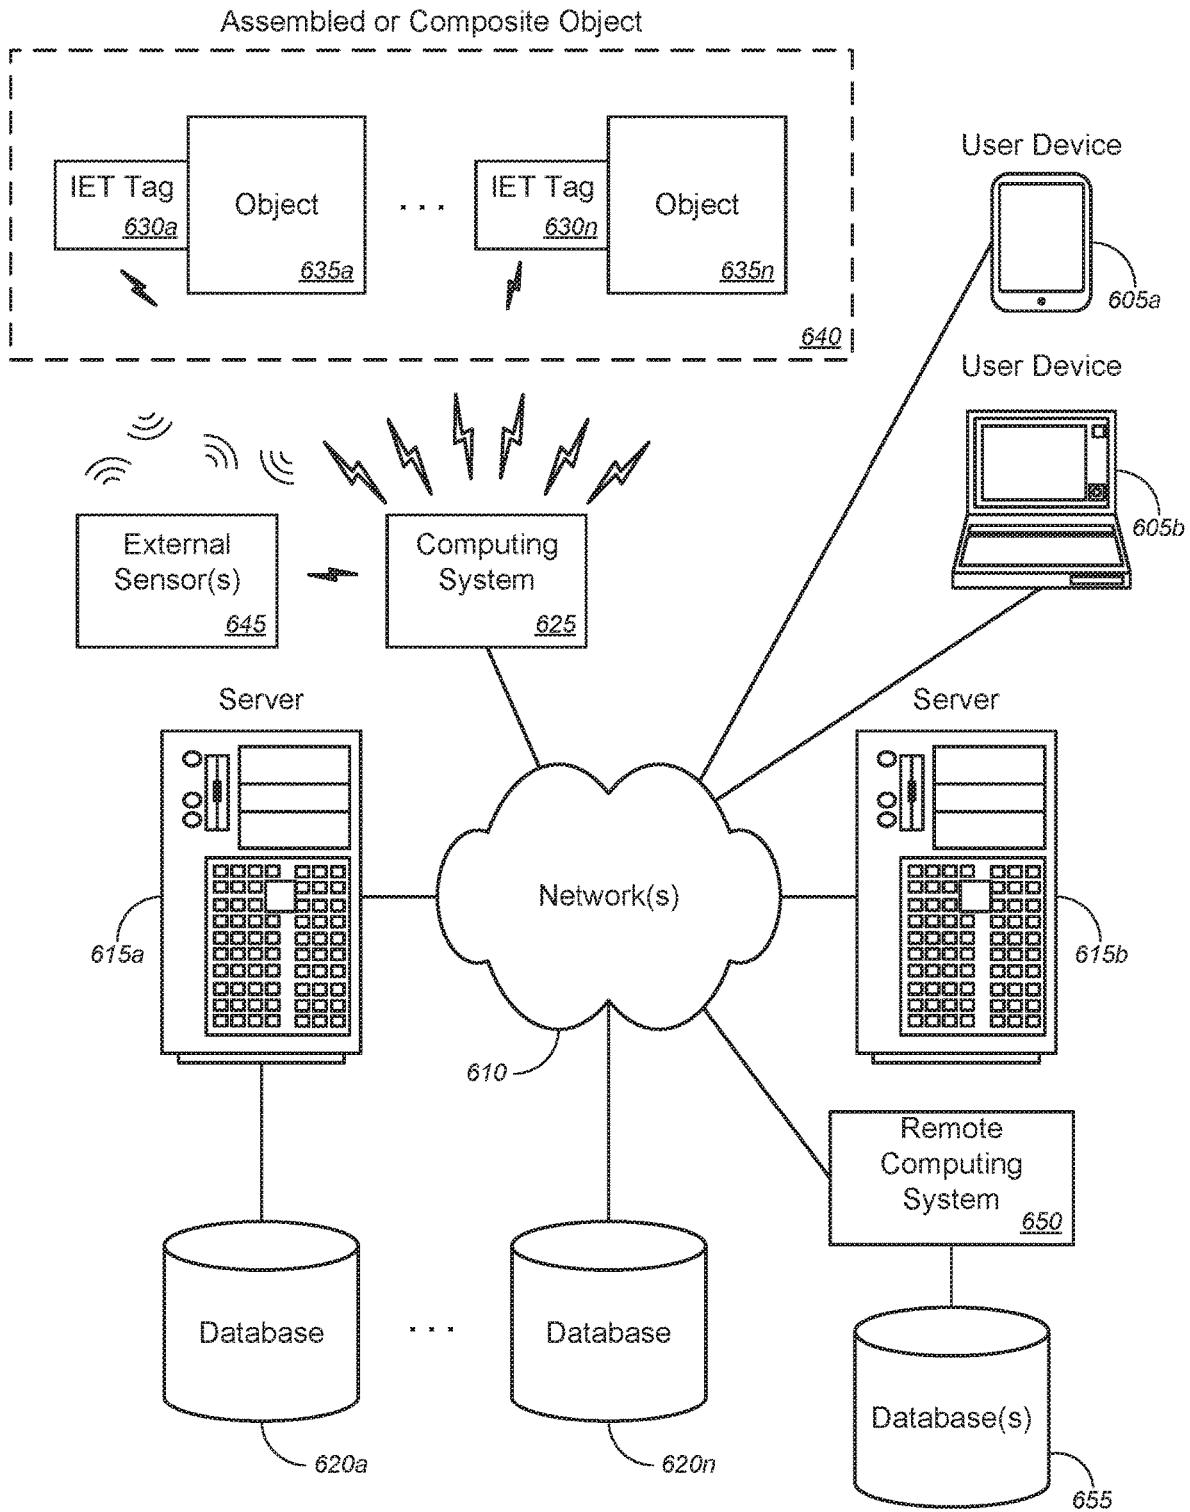 Assembled or Composite Object
IET Tag
630a
Object
635a
. . .
IET Tag
630n
Object
635n
640
User Device
605a
User Device
605b
External
Sensor(s)
645
Computing
System
625
Server
615a
Network(s)
610
Server
615b
Remote
Computing
System
650
Database
620a
. . .
Database
620n
Database(s)
655